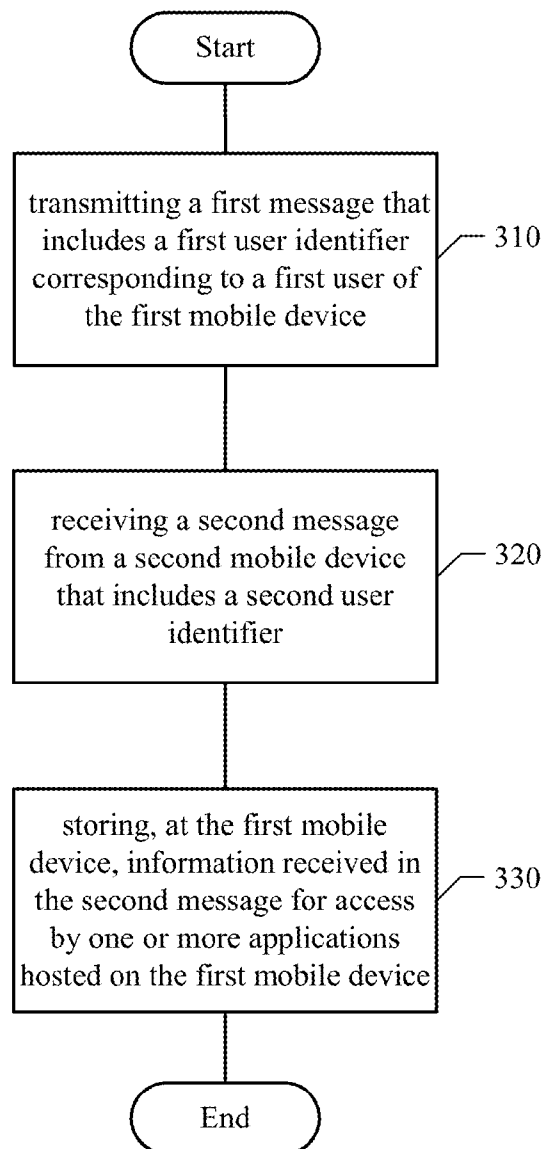 Start
transmitting a first message that
includes a first user identifier
corresponding to a first user of
the first mobile device
310
receiving a second message
from a second mobile device
that includes a second user
identifier
320
storing, at the first mobile
device, information received in
the second message for access
by one or more applications
hosted on the first mobile device
330
End